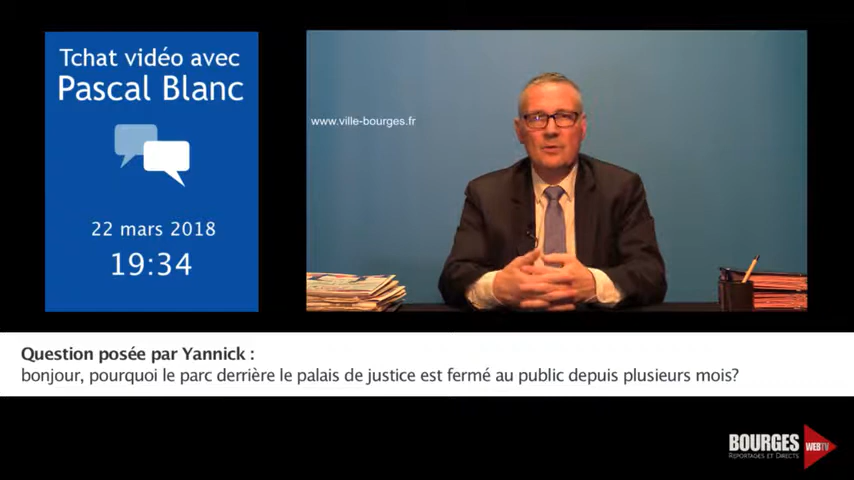 Tchat vidéo avec
Pascal Blanc
www.ville-bourges.fr
22 mars 2018
19:34
Question posée par Yannick :
bonjour, pourquoi le parc derrière le palais de justice est fermé au public depuis plusieurs mois?
BOURGES
WEBTV
REPORTAGES ET DIRECTS